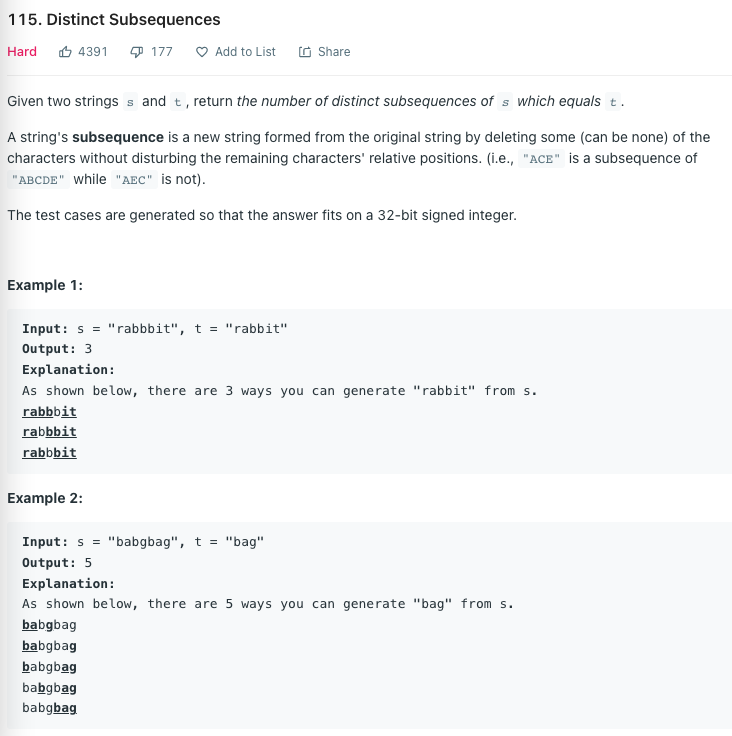 115. Distinct Subsequences
Hard 4391 177 Add to List Share
Given two strings s and t, return the number of distinct subsequences of s which equals t.
A string's subsequence is a new string formed from the original string by deleting some (can be none) of the
characters without disturbing the remaining characters' relative positions. (i.e., "ACE" is a subsequence of
"ABCDE" while "AEC" is not).
The test cases are generated so that the answer fits on a 32-bit signed integer.
Example 1:
Input: s = "rabbbit", t = "rabbit"
Output: 3
Explanation:
As shown below, there are 3 ways you can generate "rabbit" from s.
rabbbit
rabbbit
rabbbit
Example 2:
Input: s = "babgbag", t = "bag"
Output: 5
Explanation:
As shown below, there are 5 ways you can generate "bag" from s.
babgbag
babgbag
babgbag
babgbag
babgbag